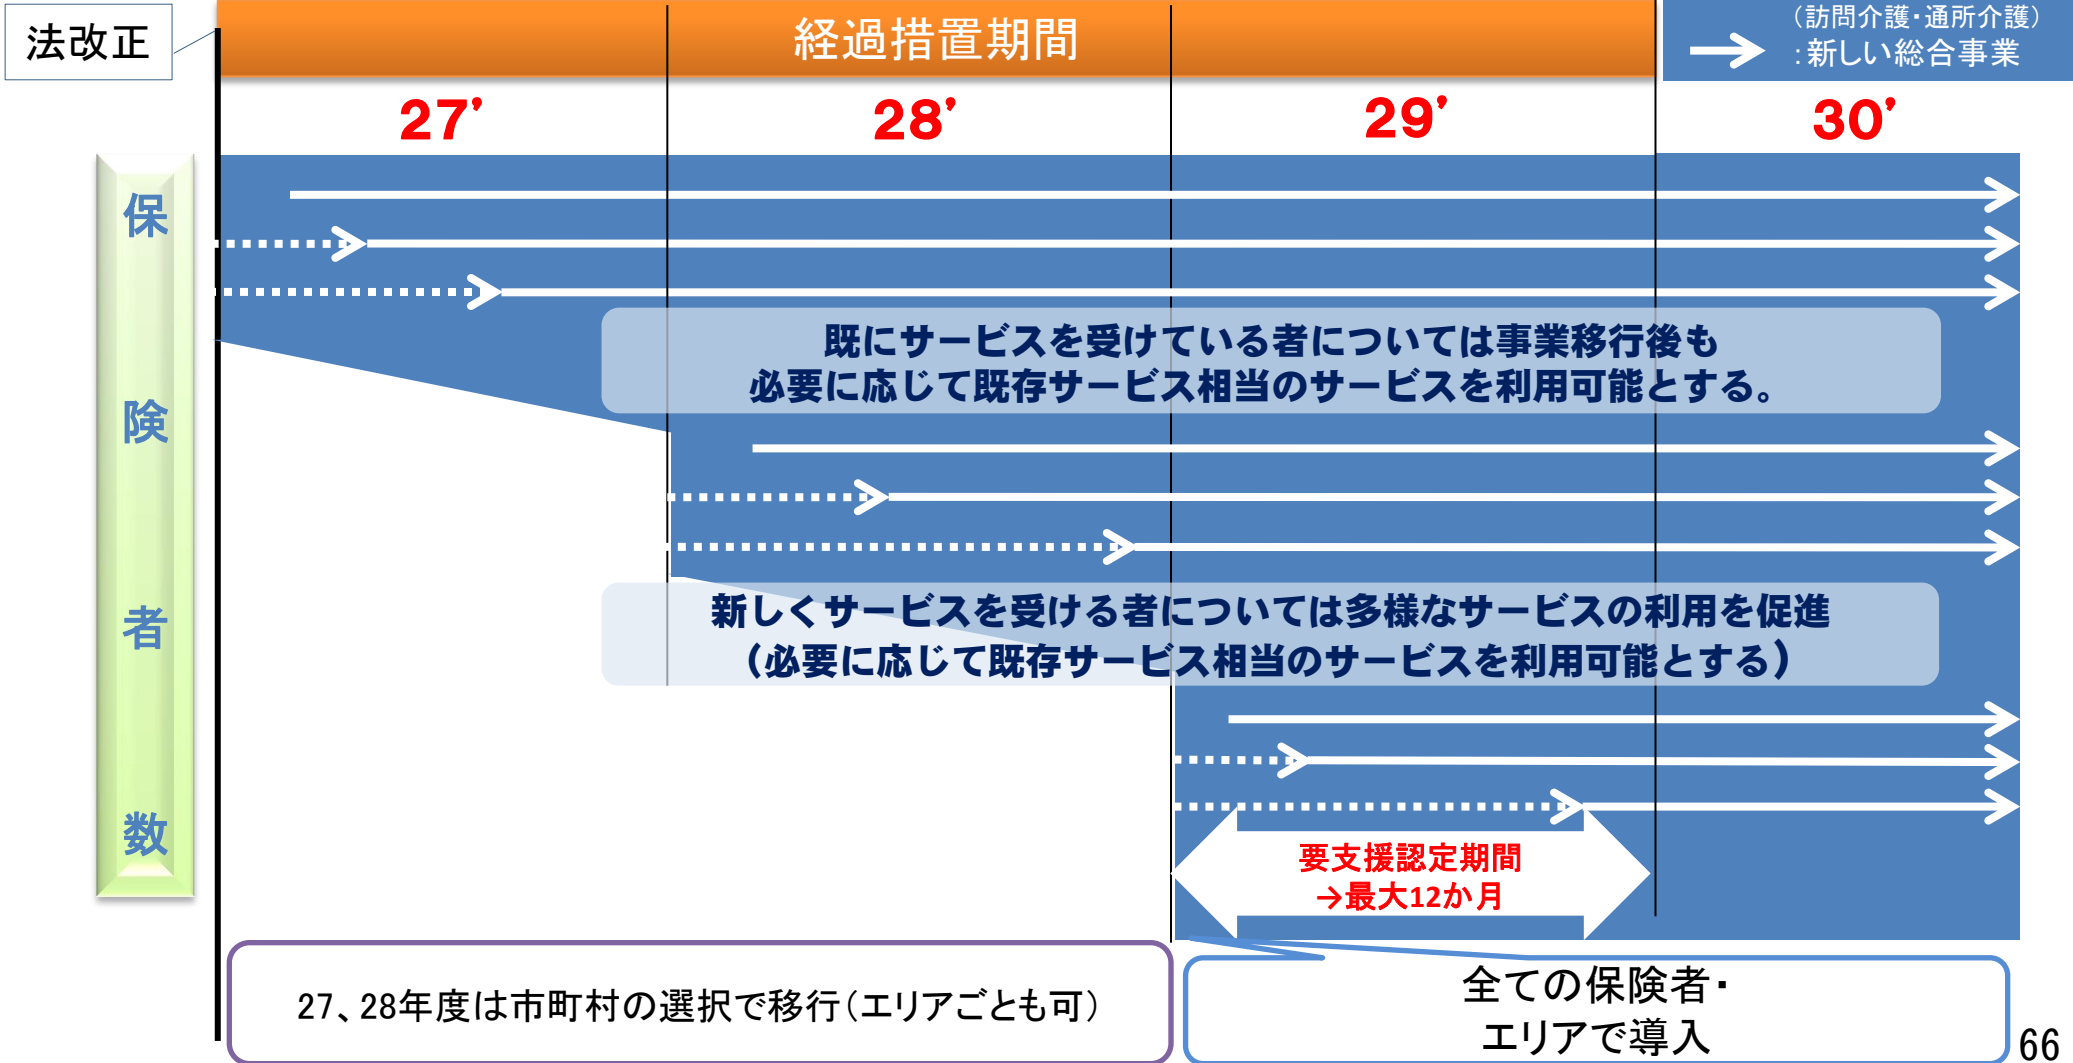 法改正
経過措置期間
（訪問介護・通所介護）
：新しい総合事業
27’
28’
29’
30’
保
険
者
数
既にサービスを受けている者については事業移行後も
必要に応じて既存サービス相当のサービスを利用可能とする。
新しくサービスを受ける者については多様なサービスの利用を促進
（必要に応じて既存サービス相当のサービスを利用可能とする）
要支援認定期間
→最大12か月
27、28年度は市町村の選択で移行（エリアごとも可）
全ての保険者・
エリアで導入
66